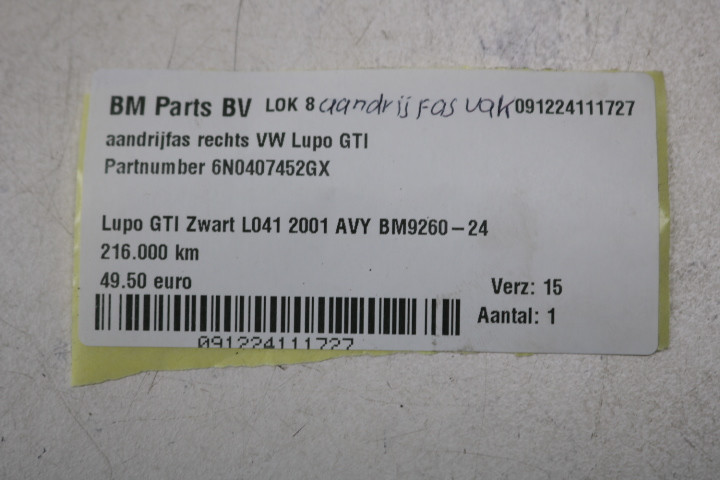 BM Parts BV LOK 8 aandrijfas vak 091224111727
aandrijfas rechts VW Lupo GTI
Partnumber 6N0407452GX
Lupo GTI Zwart L041 2001 AVY BM9260-24
216.000 km
49.50 euro
Verz: 15
Aantal: 1
091224111727